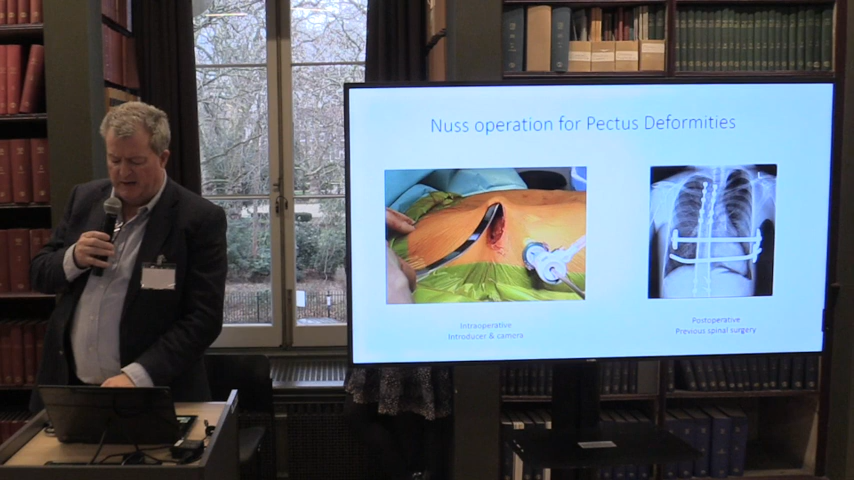 Nuss operation for Pectus Deformities
Intraoperative
Introducer & camera
Postoperative
Previous spinal surgery